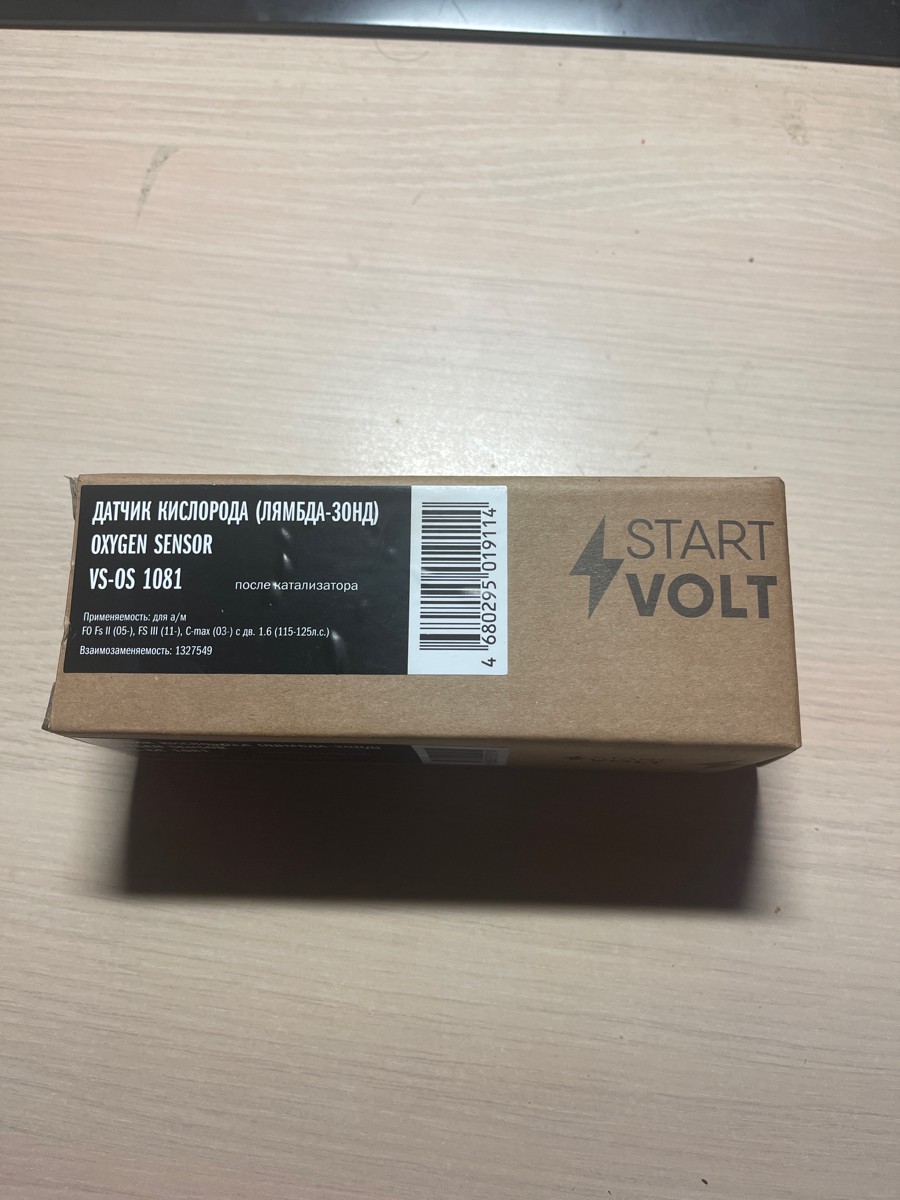 ДАТЧИК КИСЛОРОДА (ЛЯМБДА-ЗОНД)
OXYGEN SENSOR
VS-OS 1081 после катализатора
Применяемость: для а/м
FO Fs II (05-), FS III (11-), C-max (03-) с дв. 1.6 (115-125л.с.)
Взаимозаменяемость: 1327549
4 680295 019114
START
VOLT